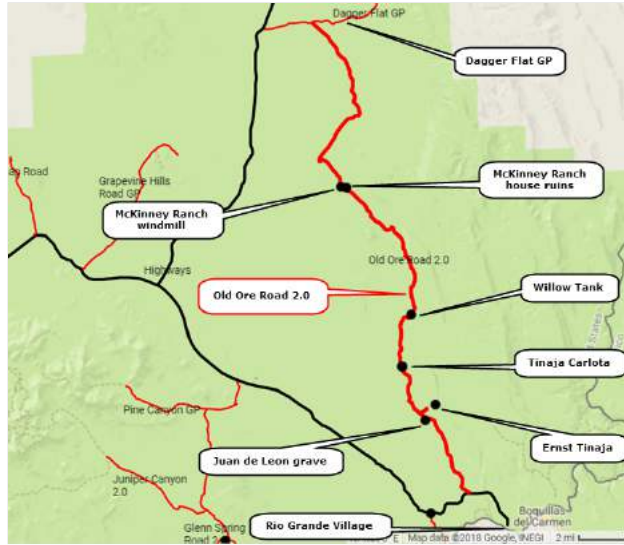 Dagger Flat GP
Dagger Flat GP
an Road
Grapevine Hills
Road GP
McKinney Ranch
house ruins
McKinney Ranch
windmill
Old Ore Road 2.0
Highways
Old Ore Road 2.0
Willow Tank
Tinaja Carlota
Pine Canyon GP
Ernst Tinaja
Juan de Leon grave
Juniper Canyon
2.0
Boquillas
del Carmen
Rio Grande Village
Glenn Spring
Road 2
Map data ©2018 Google, INEGI
2 mi